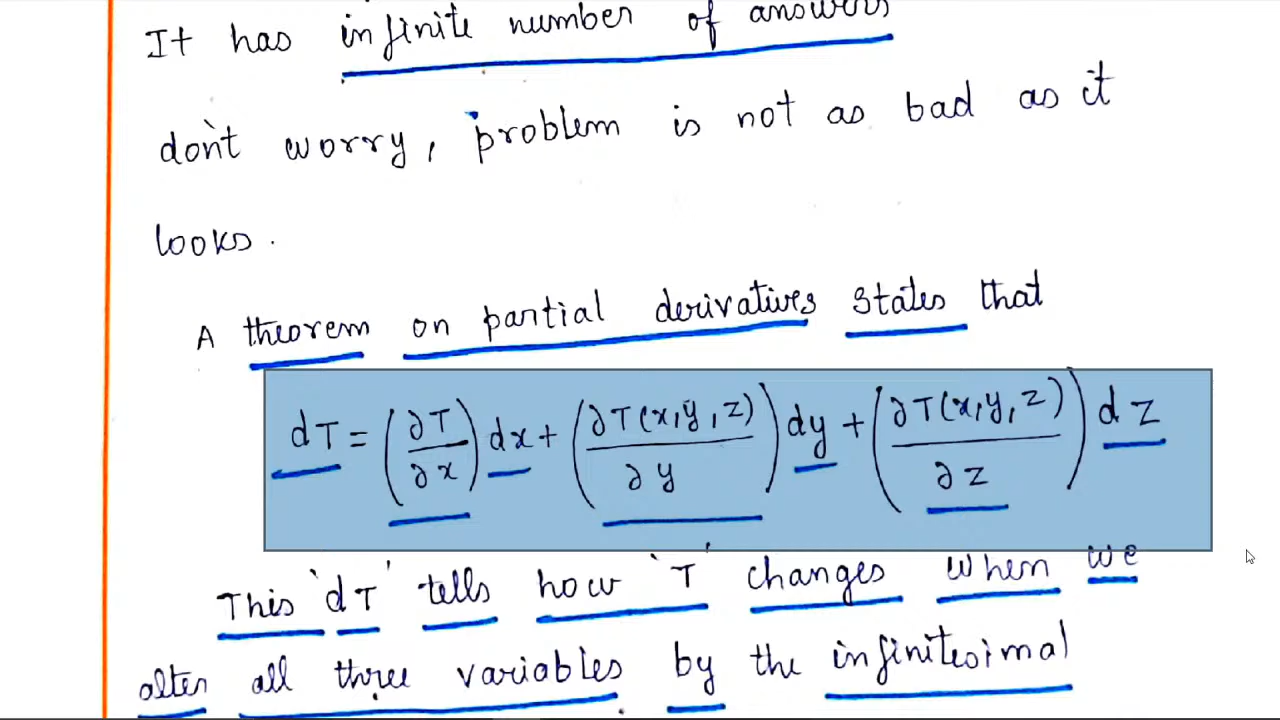 It has infinite number of answers
don't worry, problem is not as bad as it
looks.
A theorem on partial derivatives states that
dT = (∂T/∂x) dx + (∂T(x,y,z)/∂y) dy + (∂T(x,y,z)/∂z) dz
This 'dT' tells how 'T' changes when we
alter all three variables by the infinitesimal